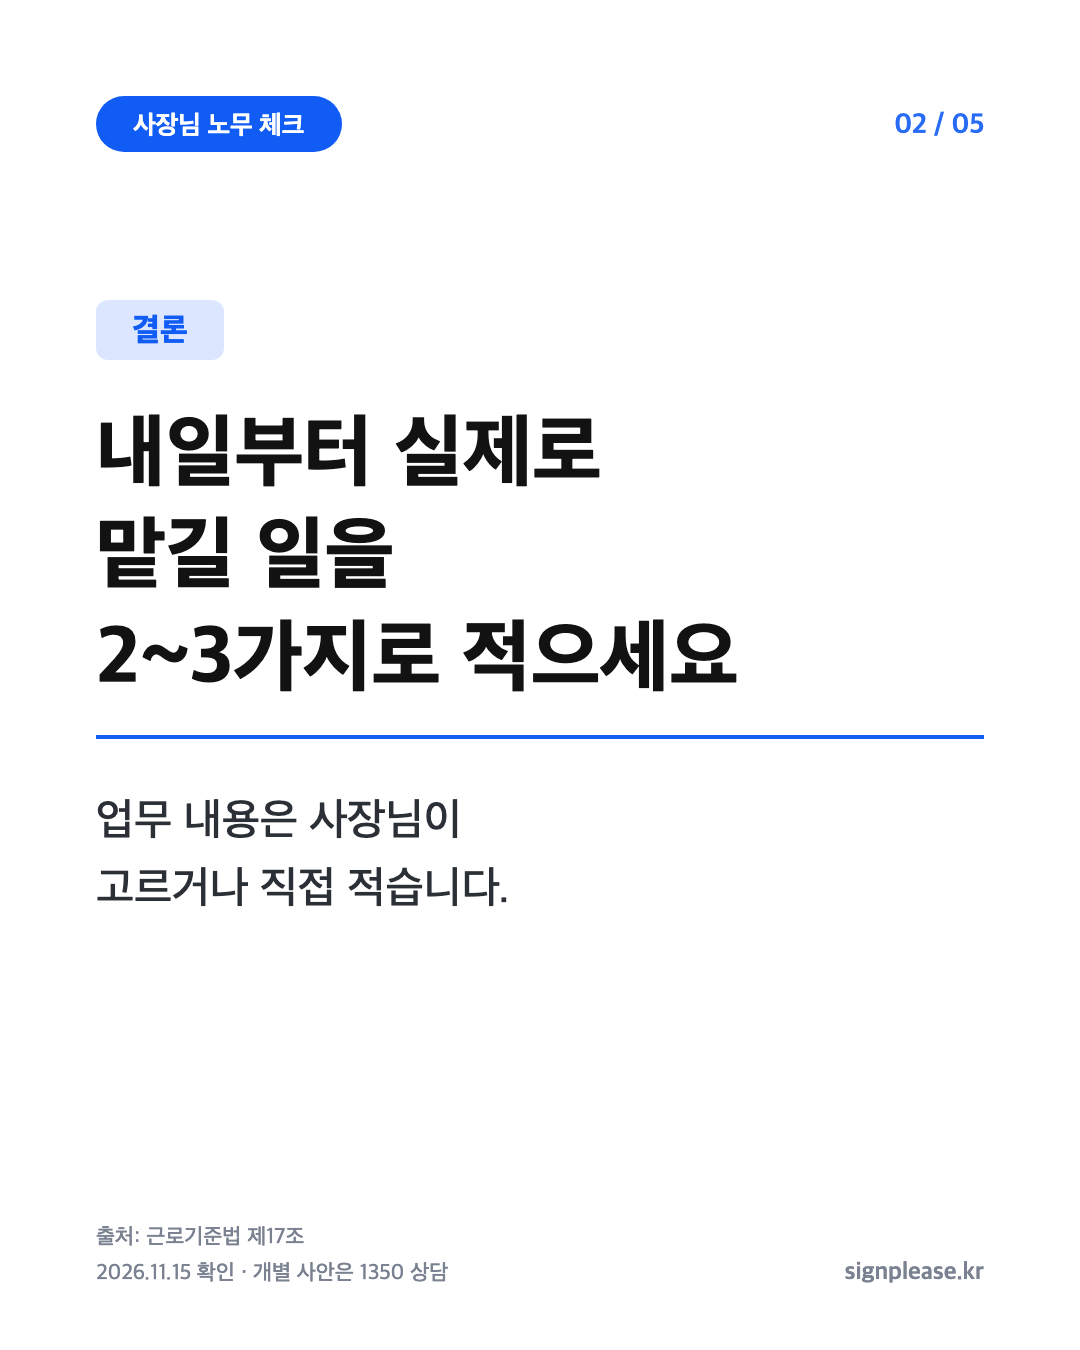 사장님 노무 체크
02 / 05
결론
내일부터 실제로
맡길 일을
2~3가지로 적으세요
업무 내용은 사장님이
고르거나 직접 적습니다.
출처: 근로기준법 제17조
2026.11.15 확인 · 개별 사안은 1350 상담
signplease.kr